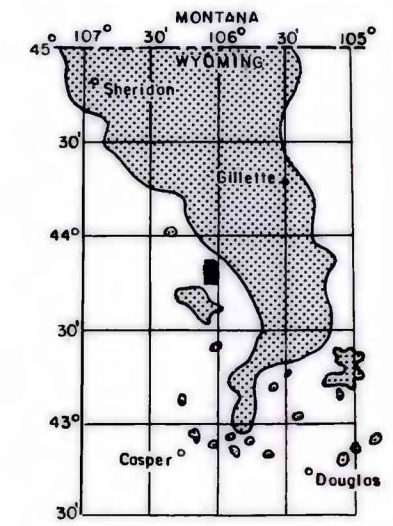 MONTANA
45° 107° 30' 106° 30' 105°
WYOMING
Sheridan
30'
Gillette
44°
30'
43°
Casper
Douglas
30'